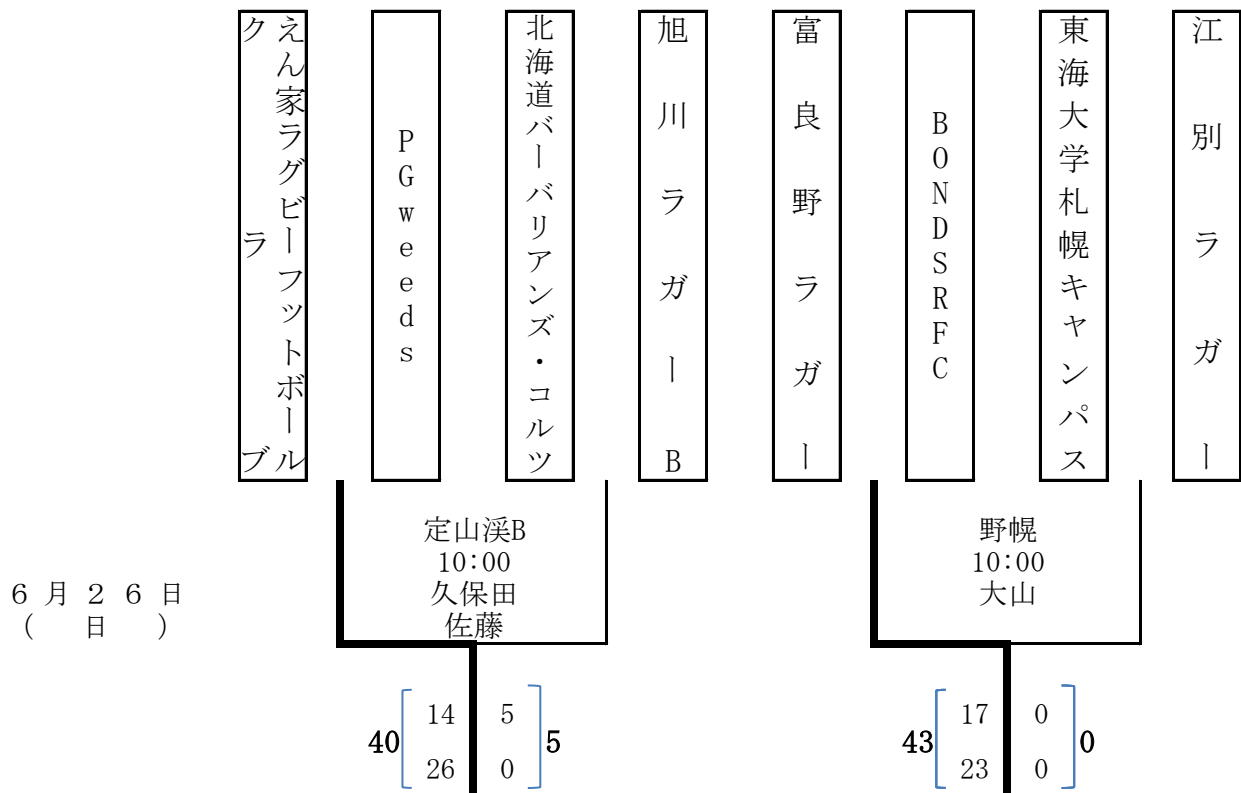 えん家ラグビーフットボール
クラブ
PGweeds
北海道バーバリアンズ・コルツ
旭川ラガーB
富良野ラガー
BONDSRFC
東海大学札幌キャンパス
江別ラガー
定山渓B
10:00
久保田
佐藤
野幌
10:00
大山
６月２６日
(　日　)
40
14 5
26 0
5
43
17 0
23 0
0